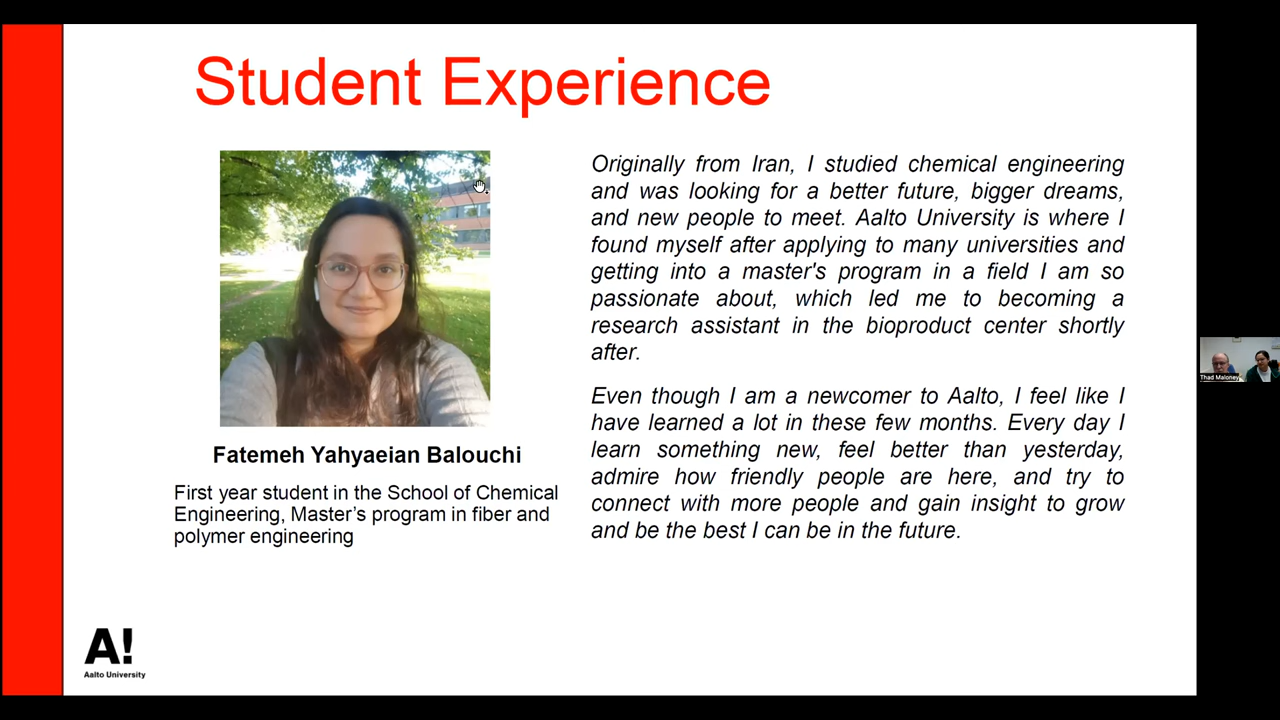 Student Experience
Originally from Iran, I studied chemical engineering
and was looking for a better future, bigger dreams,
and new people to meet. Aalto University is where I
found myself after applying to many universities and
getting into a master's program in a field I am so
passionate about, which led me to becoming a
research assistant in the bioproduct center shortly
after.
Even though I am a newcomer to Aalto, I feel like I
have learned a lot in these few months. Every day I
learn something new, feel better than yesterday,
admire how friendly people are here, and try to
connect with more people and gain insight to grow
and be the best I can be in the future.
Fatemeh Yahyaeian Balouchi
First year student in the School of Chemical
Engineering, Master’s program in fiber and
polymer engineering
A!
Aalto University
Thad Maloney